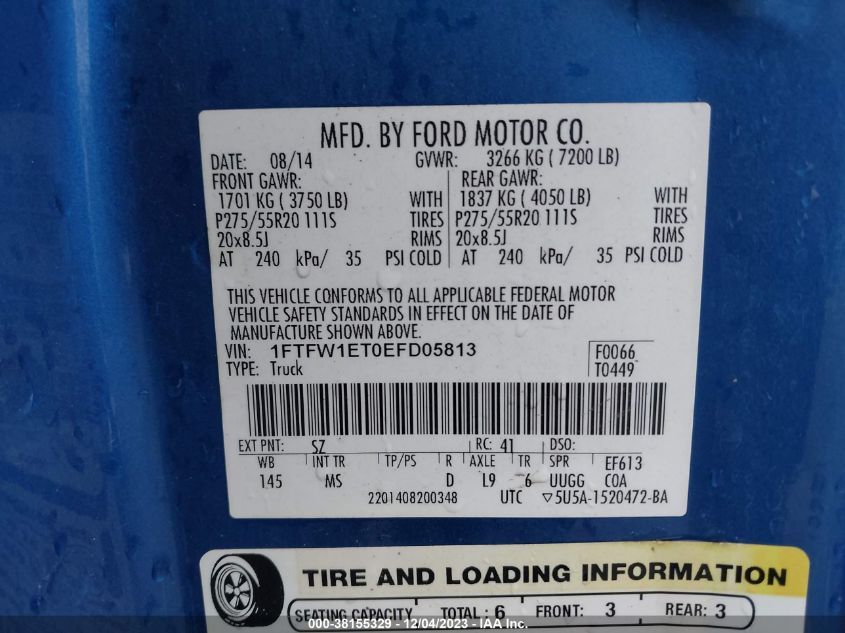 MFD. BY FORD MOTOR CO.
DATE: 08/14 GVWR: 3266 KG ( 7200 LB)
FRONT GAWR: REAR GAWR:
1701 KG ( 3750 LB) WITH 1837 KG ( 4050 LB) WITH
P275/55R20 111S TIRES P275/55R20 111S TIRES
20x8.5J RIMS 20x8.5J RIMS
AT 240 kPa/ 35 PSI COLD AT 240 kPa/ 35 PSI COLD
THIS VEHICLE CONFORMS TO ALL APPLICABLE FEDERAL MOTOR
VEHICLE SAFETY STANDARDS IN EFFECT ON THE DATE OF
MANUFACTURE SHOWN ABOVE.
VIN: 1FTFW1ET0EFD05813 F0066
TYPE: Truck T0449
EXT PNT: SZ RC: 41 DSO:
WB INT TR TP/PS R AXLE TR SPR EF613
145 MS D L9 6 UUGG COA
2201408200348 UTC ▽5U5A-1520472-BA
TIRE AND LOADING INFORMATION
SEATING CAPACITY TOTAL : 6 FRONT: 3 REAR: 3
000-38155329 - 12/04/2023 - IAA Inc.